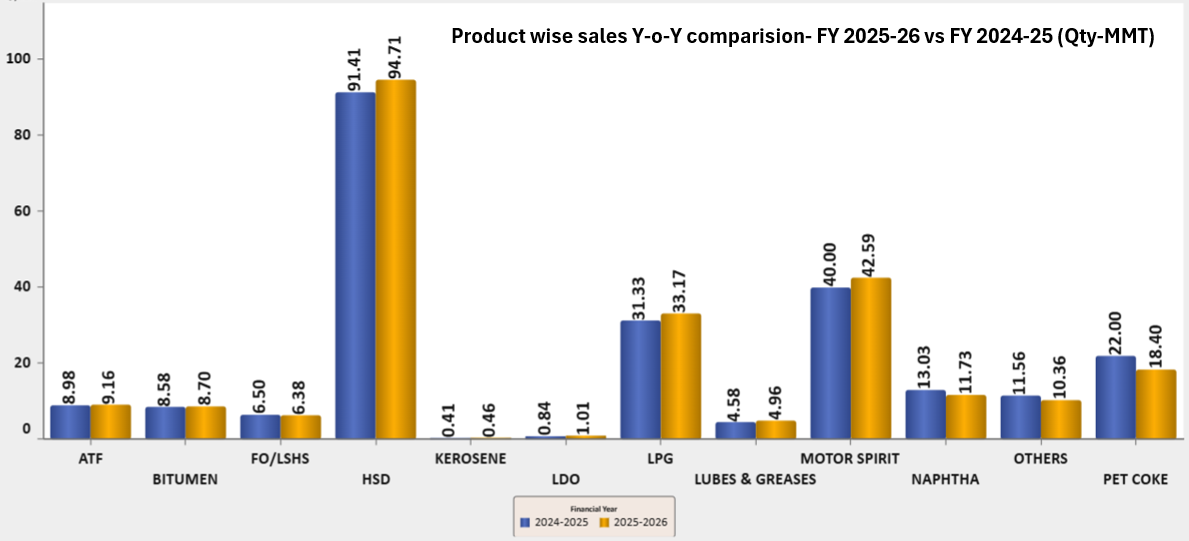 Product wise sales Y-o-Y comparision- FY 2025-26 vs FY 2024-25 (Qty-MMT)
100
80
60
40
20
0
8.98
9.16
8.58
8.70
6.50
6.38
91.41
94.71
0.41
0.46
0.84
1.01
31.33
33.17
4.58
4.96
40.00
42.59
13.03
11.73
11.56
10.36
22.00
18.40
ATF
BITUMEN
FO/LSHS
HSD
KEROSENE
LDO
LPG
LUBES & GREASES
MOTOR SPIRIT
NAPHTHA
OTHERS
PET COKE
Financial Year
2024-2025
2025-2026